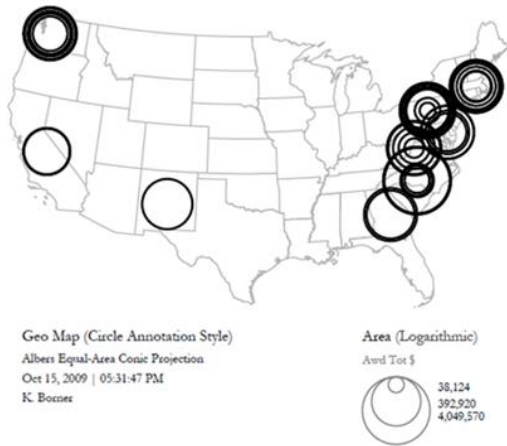 Geo Map (Circle Annotation Style)
Albers Equal-Area Conic Projection
Oct 15, 2009 | 05:31:47 PM
K. Borner
Area (Logarithmic)
Awd Tot $
38,124
392,920
4,049,570